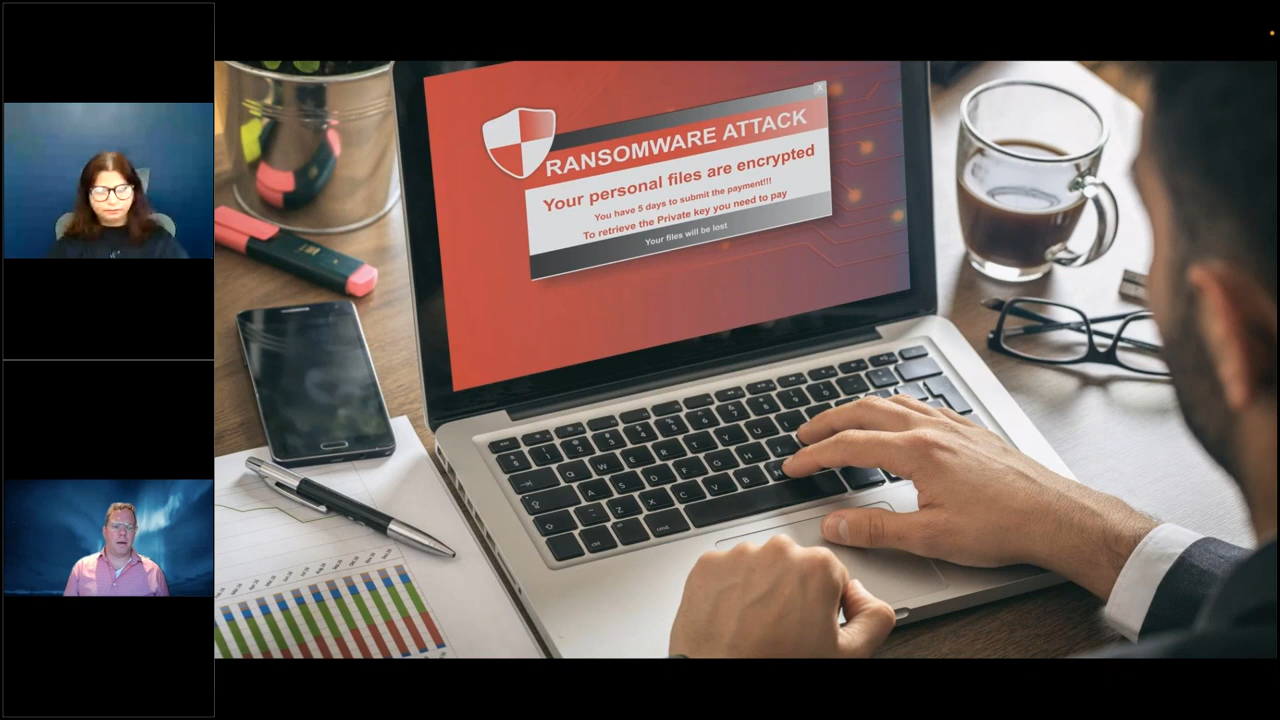 RANSOMWARE ATTACK
Your personal files are encrypted
You have 5 days to submit the payment!!!
To retrieve the Private key you need to pay
Your files will be lost